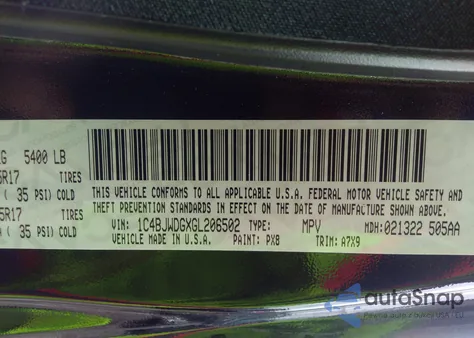 G 5400 LB
5R17 TIRES
( 35 PSI) COLD
5R17 TIRES
( 35 PSI) COLD
THIS VEHICLE CONFORMS TO ALL APPLICABLE U.S.A. FEDERAL MOTOR VEHICLE SAFETY AND
THEFT PREVENTION STANDARDS IN EFFECT ON THE DATE OF MANUFACTURE SHOWN ABOVE.
VIN: 1C4BJWDGXGL206502 TYPE: MPV MDH: 021322 505AA
VEHICLE MADE IN U.S.A. PAINT: PX8 TRIM: A7X9
autoSnap